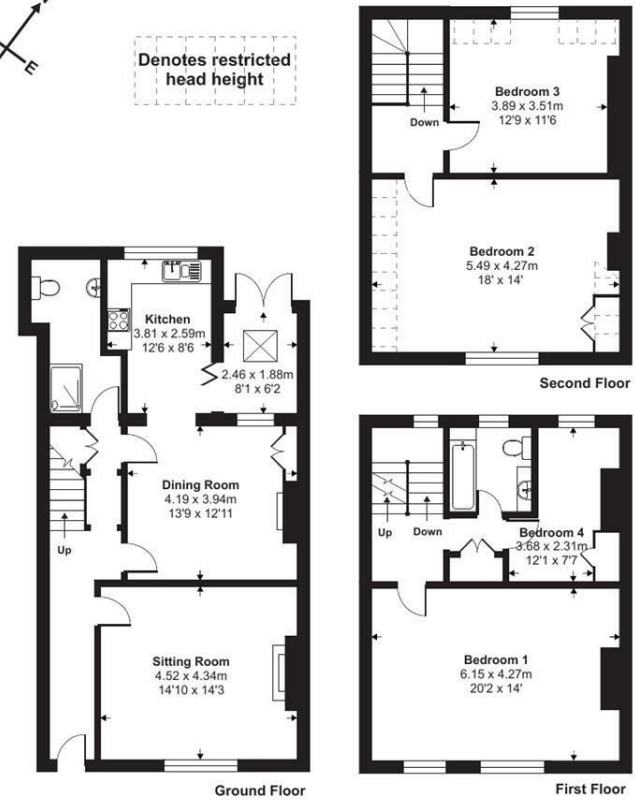 E
Denotes restricted
head height
Bedroom 3
3.89 x 3.51m
12'9 x 11'6
Down
Bedroom 2
5.49 x 4.27m
18' x 14'
Second Floor
Kitchen
3.81 x 2.59m
12'6 x 8'6
2.46 x 1.88m
8'1 x 6'2
Dining Room
4.19 x 3.94m
13'9 x 12'11
Up
Sitting Room
4.52 x 4.34m
14'10 x 14'3
Ground Floor
Up
Down
Bedroom 4
3.68 x 2.31m
12'1 x 7'7
Bedroom 1
6.15 x 4.27m
20'2 x 14'
First Floor